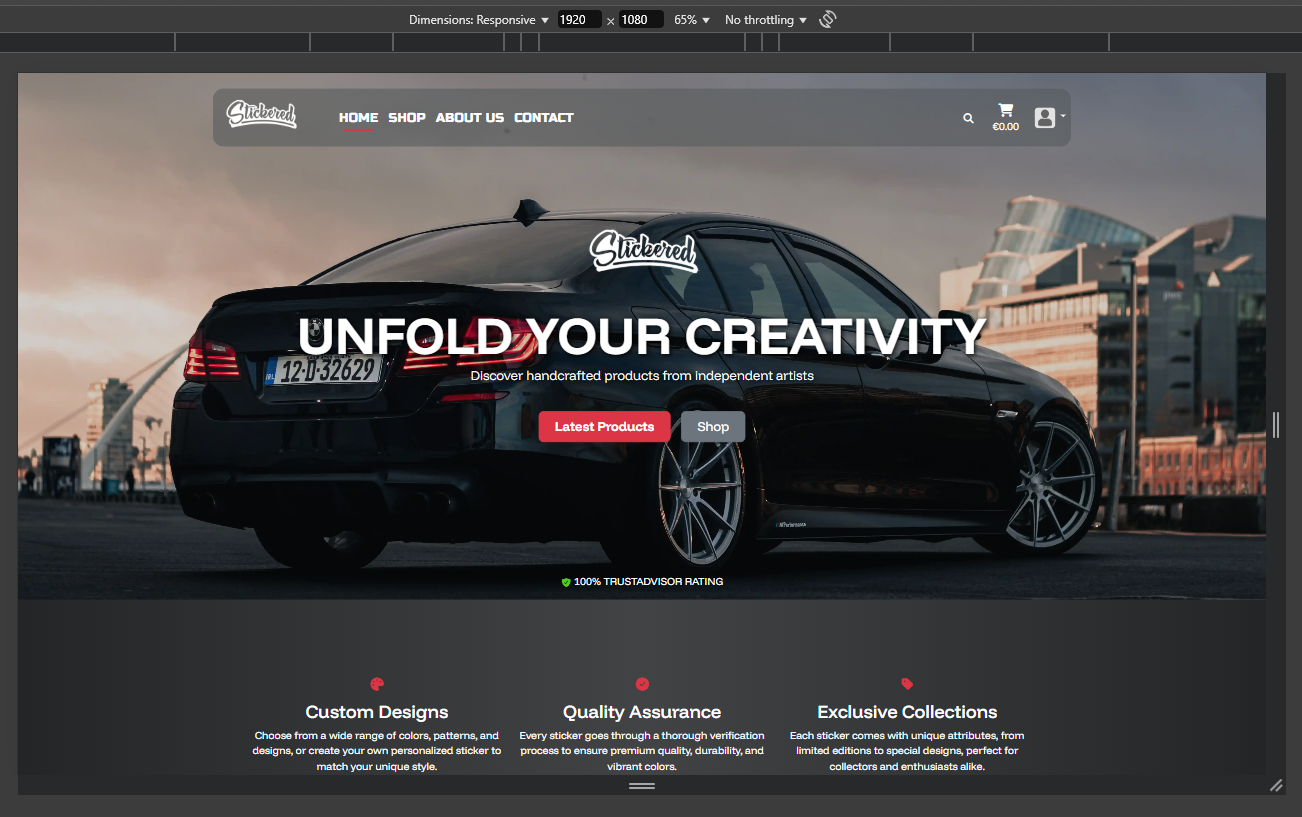 Dimensions: Responsive 1920 × 1080 65% No throttling
Stickered HOME SHOP ABOUT US CONTACT €0.00
Stickered
UNFOLD YOUR CREATIVITY
12-D-32629
Discover handcrafted products from independent artists
Latest Products Shop
100% TRUSTADVISOR RATING
Custom Designs
Choose from a wide range of colors, patterns, and
designs, or create your own personalized sticker to
match your unique style.
Quality Assurance
Every sticker goes through a thorough verification
process to ensure premium quality, durability, and
vibrant colors.
Exclusive Collections
Each sticker comes with unique attributes, from
limited editions to special designs, perfect for
collectors and enthusiasts alike.